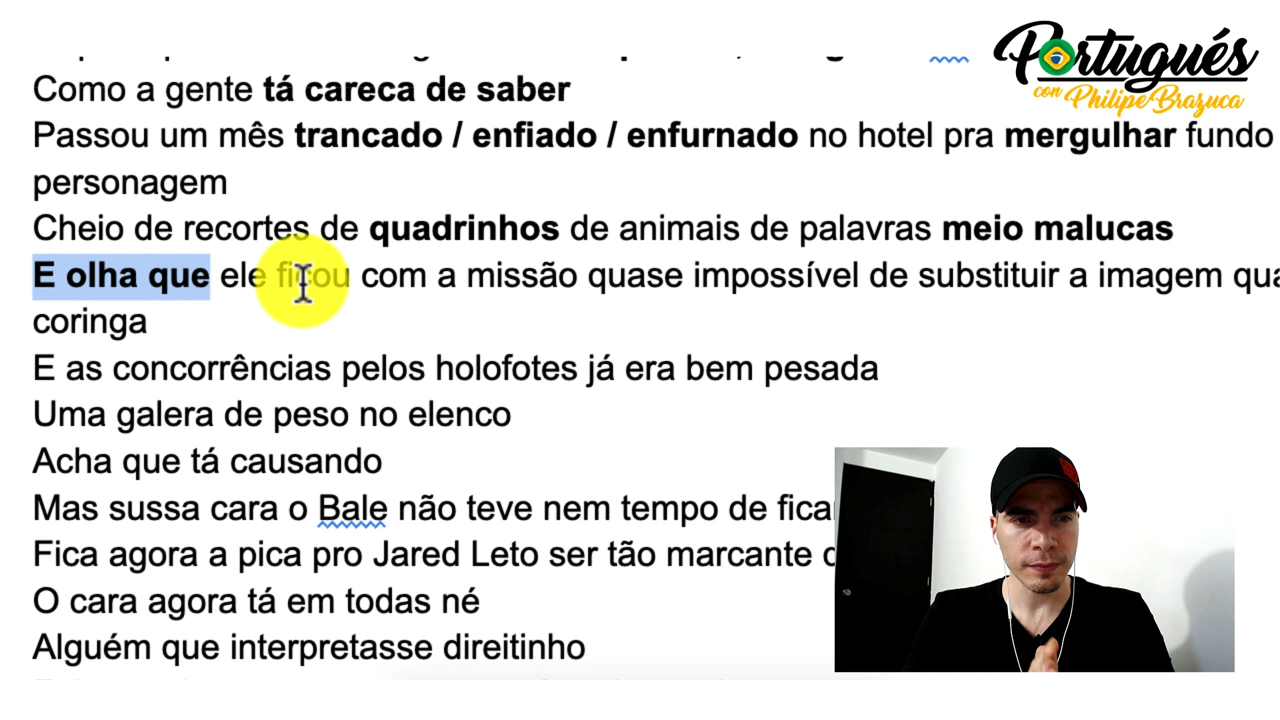 Portugués
con PhilipeBrazuca
Como a gente tá careca de saber
Passou um mês trancado / enfiado / enfurnado no hotel pra mergulhar fundo
personagem
Cheio de recortes de quadrinhos de animais de palavras meio malucas
E olha que ele ficou com a missão quase impossível de substituir a imagem
coringa
E as concorrências pelos holofotes já era bem pesada
Uma galera de peso no elenco
Acha que tá causando
Mas sussa cara o Bale não teve nem tempo de
Fica agora a pica pro Jared Leto ser tão marcante
O cara agora tá em todas né
Alguém que interpretasse direitinho